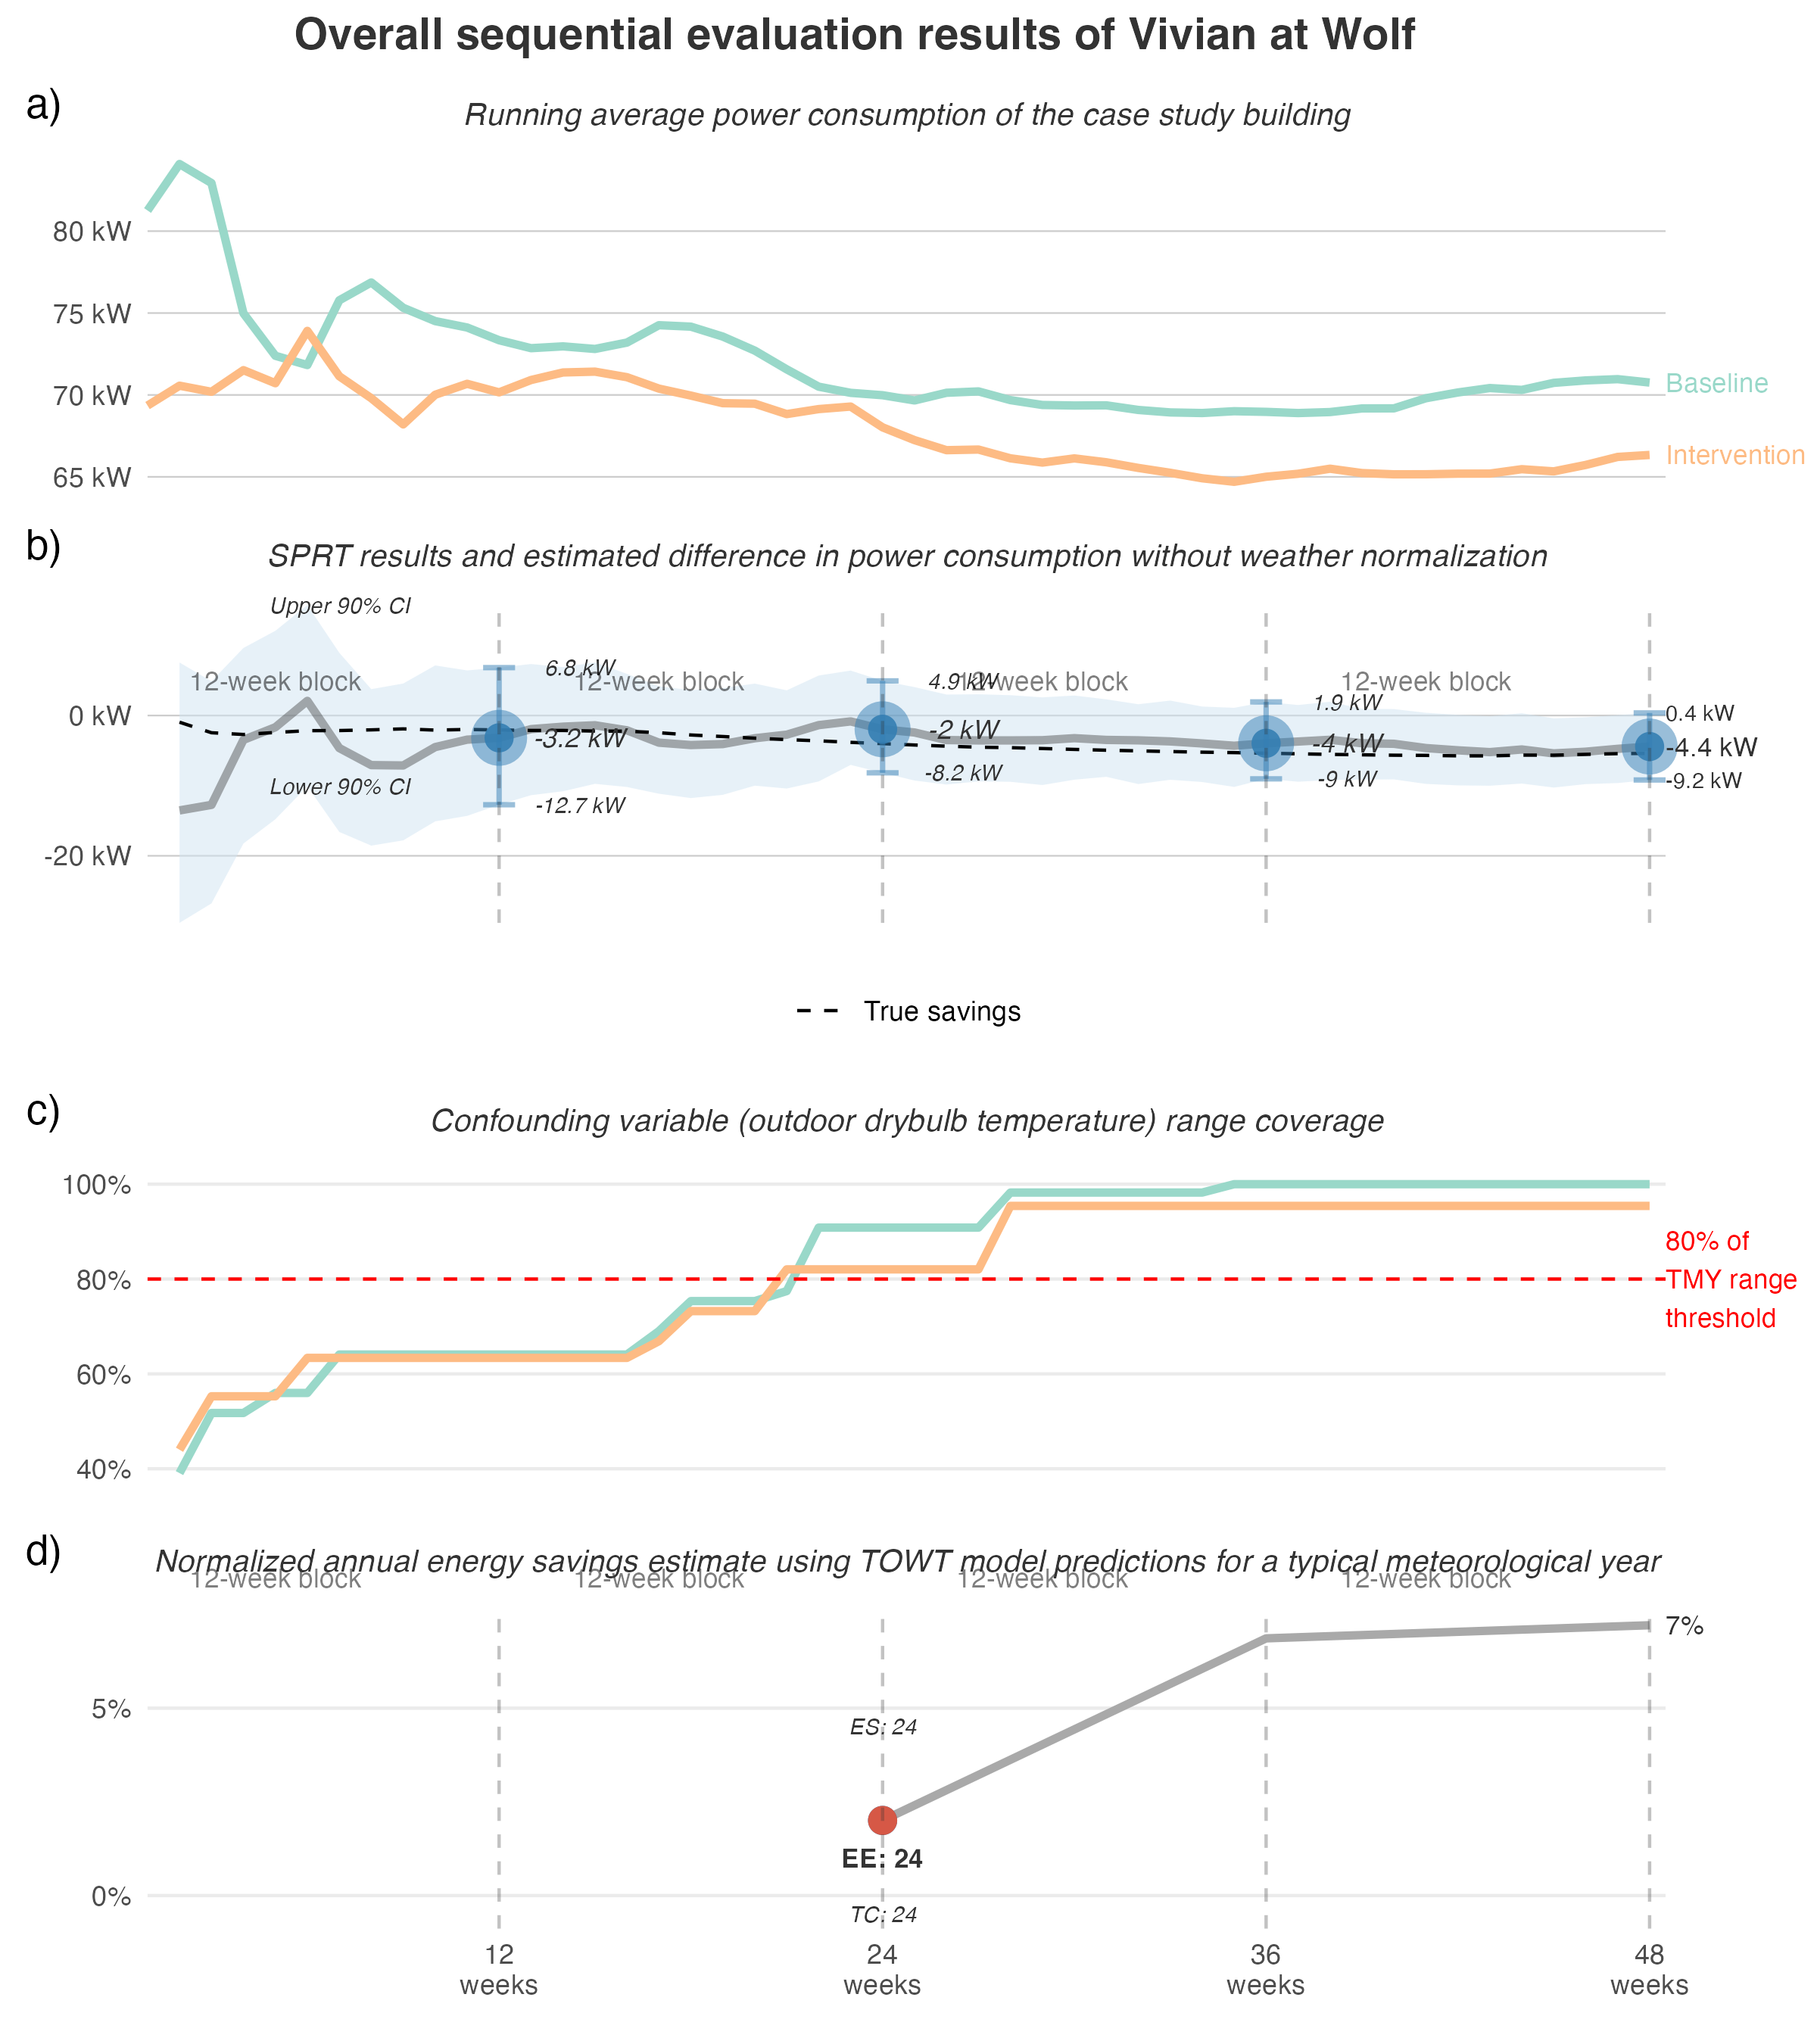 Overall sequential evaluation results of Vivian at Wolf
a)
Running average power consumption of the case study building
80 kW
75 kW
70 kW
65 kW
Baseline
Intervention
b)
SPRT results and estimated difference in power consumption without weather normalization
Upper 90% CI
12-week block
12-week block
12-week block
12-week block
6.8 kW
4.9 kW
1.9 kW
0.4 kW
0 kW
-3.2 kW
-2 kW
-4 kW
-4.4 kW
Lower 90% CI
-12.7 kW
-8.2 kW
-9 kW
-9.2 kW
-20 kW
True savings
c)
Confounding variable (outdoor drybulb temperature) range coverage
100%
80%
60%
40%
80% of
TMY range
threshold
d)
Normalized annual energy savings estimate using TOWT model predictions for a typical meteorological year
12-week block
12-week block
12-week block
12-week block
7%
5%
ES: 24
EE: 24
0%
TC: 24
12
weeks
24
weeks
36
weeks
48
weeks